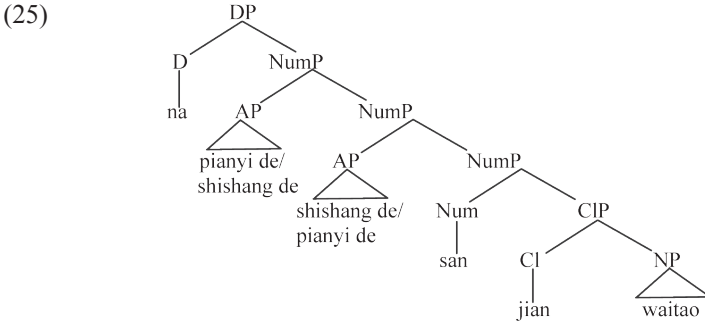 (25)
DP
D NumP
na AP NumP
pianyi de/
shishang de
AP NumP
shishang de/
pianyi de
Num ClP
san Cl NP
jian waitao